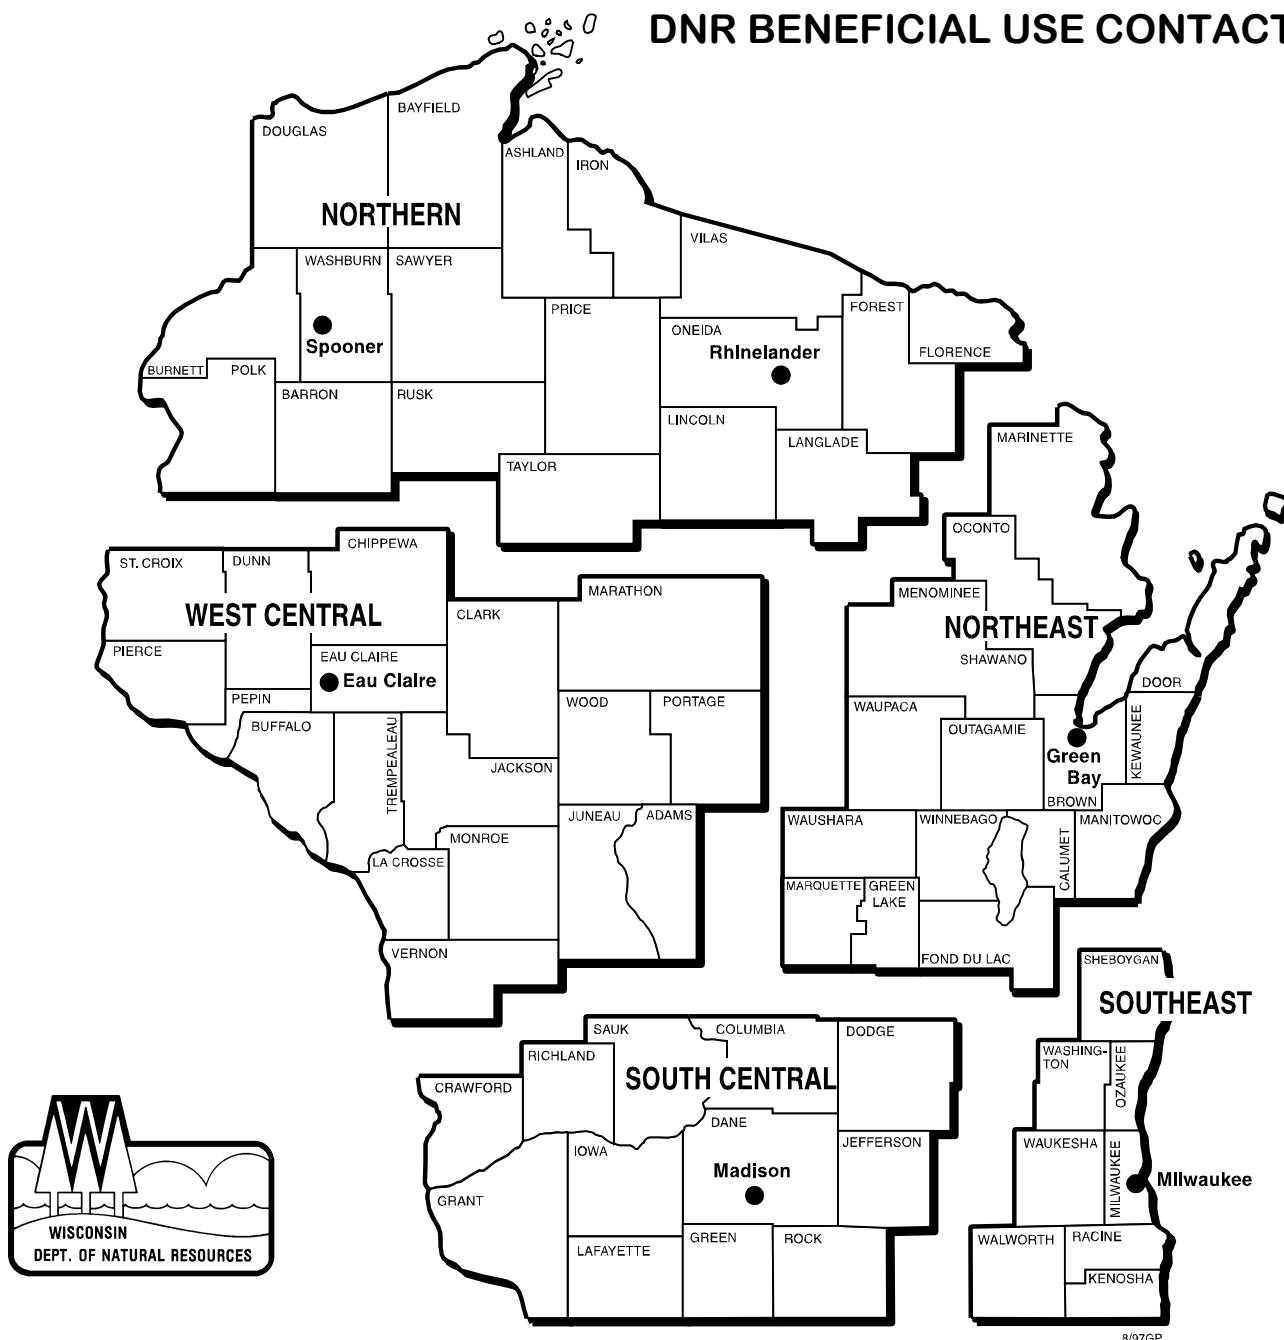 DNR BENEFICIAL USE CONTACT
BAYFIELD
DOUGLAS
ASHLAND
IRON
NORTHERN
VILAS
WASHBURN
SAWYER
PRICE
FOREST
ONEIDA
Spooner
RhInelander
FLORENCE
BURNETT
POLK
BARRON
RUSK
LINCOLN
LANGLADE
MARINETTE
TAYLOR
OCONTO
CHIPPEWA
ST. CROIX
DUNN
MARATHON
MENOMINEE
WEST CENTRAL
CLARK
NORTHEAST
PIERCE
EAU CLAIRE
SHAWANO
Eau ClaIre
DOOR
PEPIN
WOOD
PORTAGE
WAUPACA
BUFFALO
OUTAGAMIE
KEWAUNEE
TREMPEALEAU
Green
Bay
JACKSON
BROWN
JUNEAU
ADAMS
WAUSHARA
WINNEBAGO
MANITOWOC
MONROE
LA CROSSE
CALUMET
MARQUETTE
GREEN
LAKE
VERNON
FOND DU LAC
SHEBOYGAN
SOUTHEAST
SAUK
COLUMBIA
DODGE
RICHLAND
WASHING-
TON
OZAUKEE
SOUTH CENTRAL
CRAWFORD
DANE
IOWA
JEFFERSON
WAUKESHA
MILWAUKEE
Madison
MIlwaukee
GRANT
WISCONSIN
DEPT. OF NATURAL RESOURCES
LAFAYETTE
GREEN
ROCK
WALWORTH
RACINE
KENOSHA
8/97GP